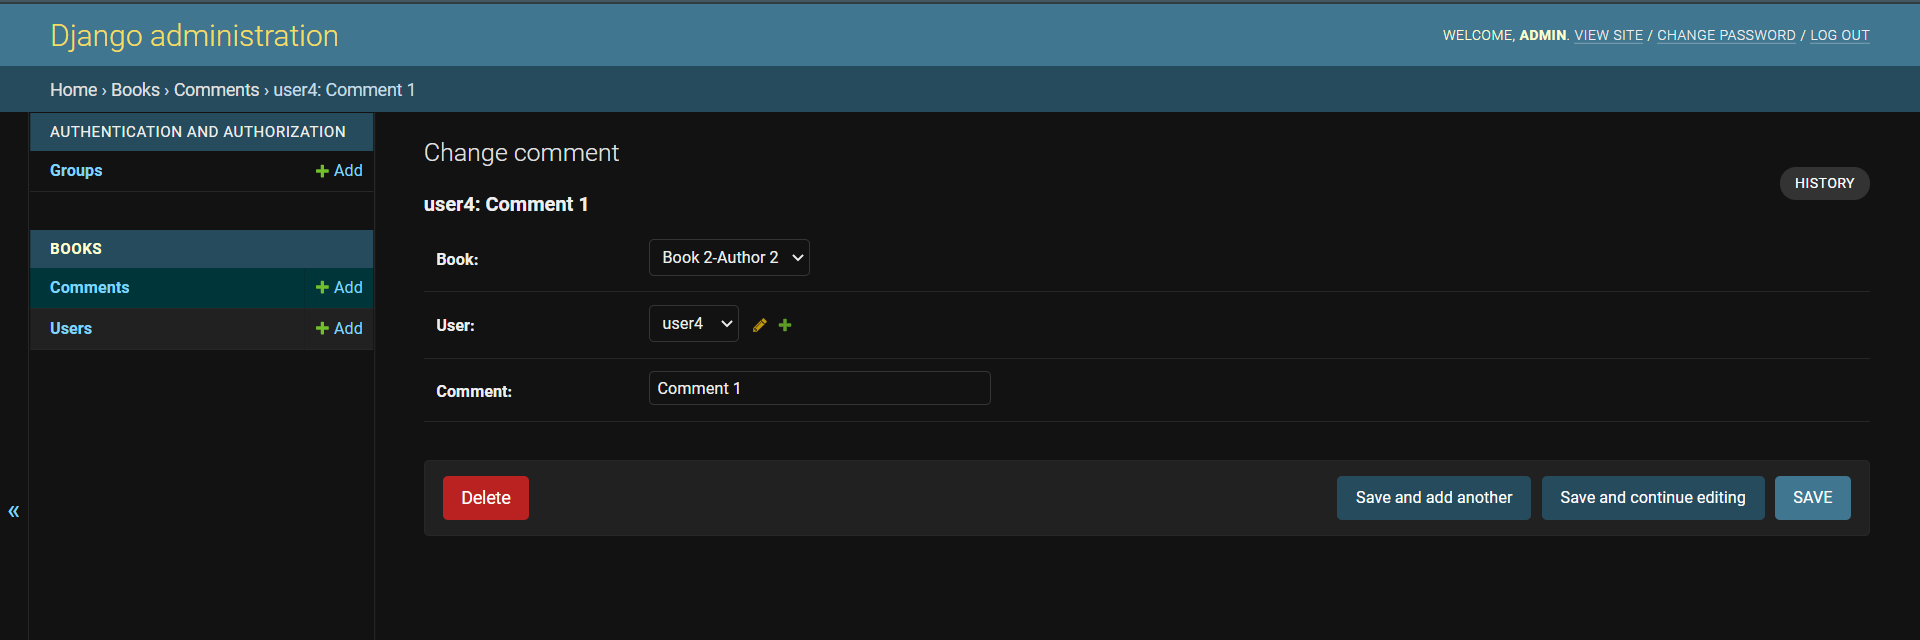 Django administration
WELCOME, ADMIN. VIEW SITE / CHANGE PASSWORD / LOG OUT
Home › Books › Comments › user4: Comment 1
AUTHENTICATION AND AUTHORIZATION
Groups + Add
BOOKS
Comments + Add
Users + Add
«
Change comment
HISTORY
user4: Comment 1
Book: Book 2-Author 2
User: user4
Comment: Comment 1
Delete Save and add another Save and continue editing SAVE